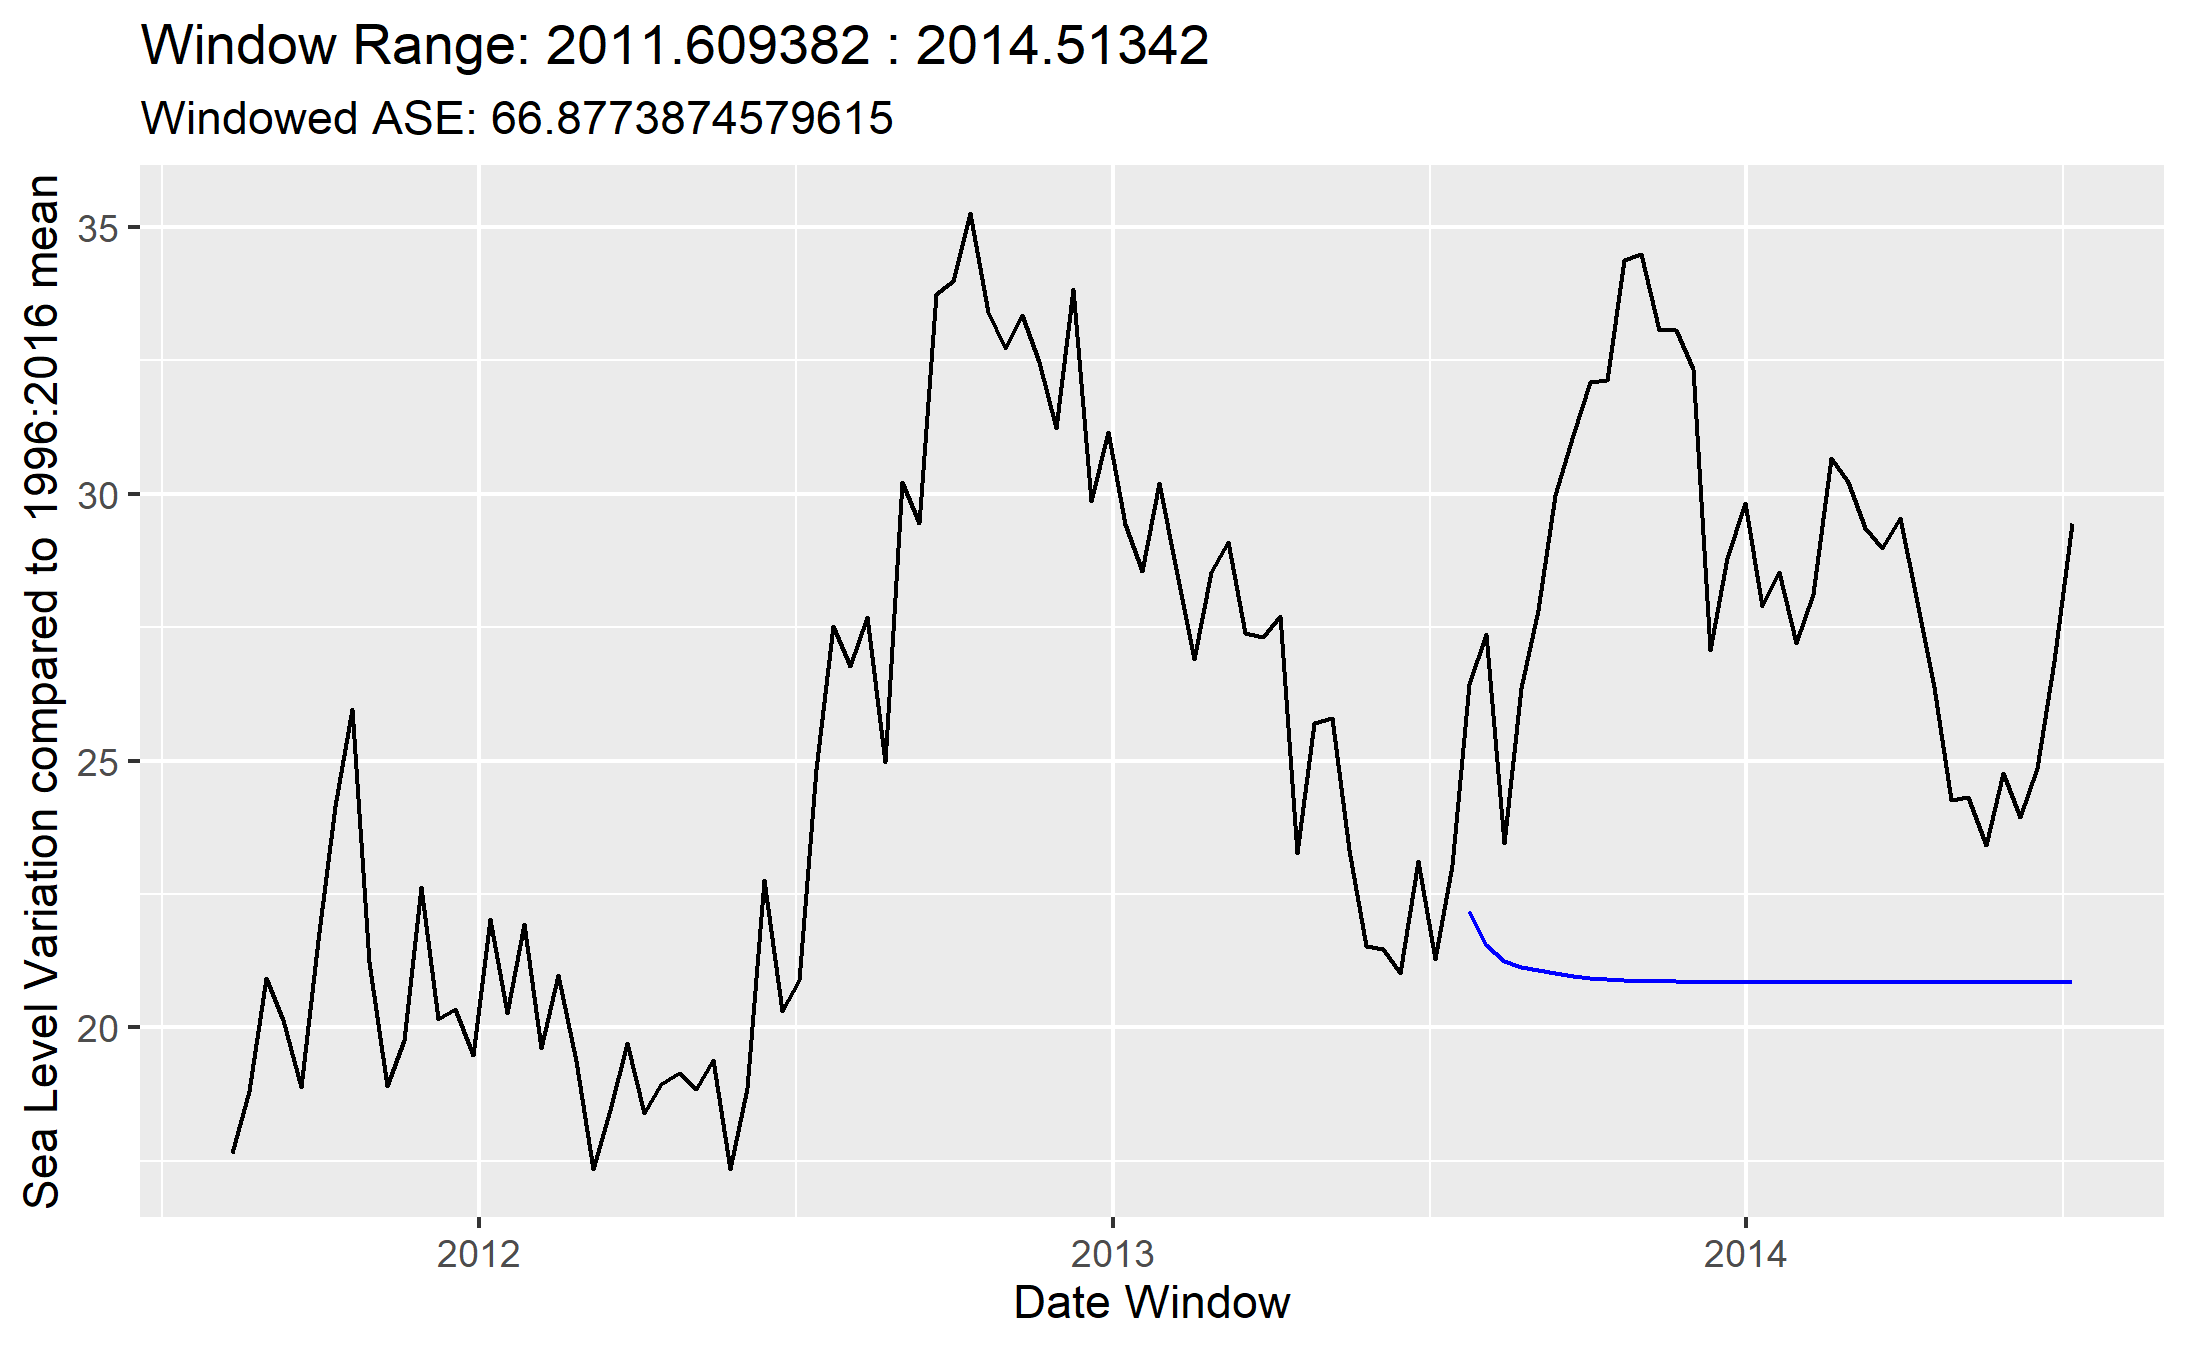 Window Range: 2011.609382 : 2014.51342
Windowed ASE: 66.8773874579615
Sea Level Variation compared to 1996:2016 mean
35
30
25
20
2012
2013
2014
Date Window